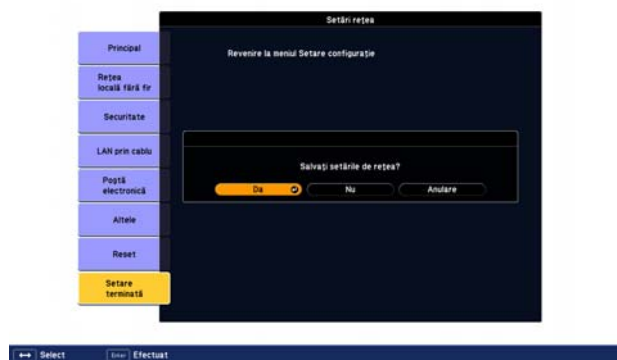 Setări rețea
Principal
Revenire la meniul Setare configurație
Rețea
locală fără fir
Securitate
LAN prin cablu
Salvați setările de rețea?
Da
Nu
Anulare
Poștă
electronică
Altele
Reset
Setare
terminată
Select
Enter
Efectuat